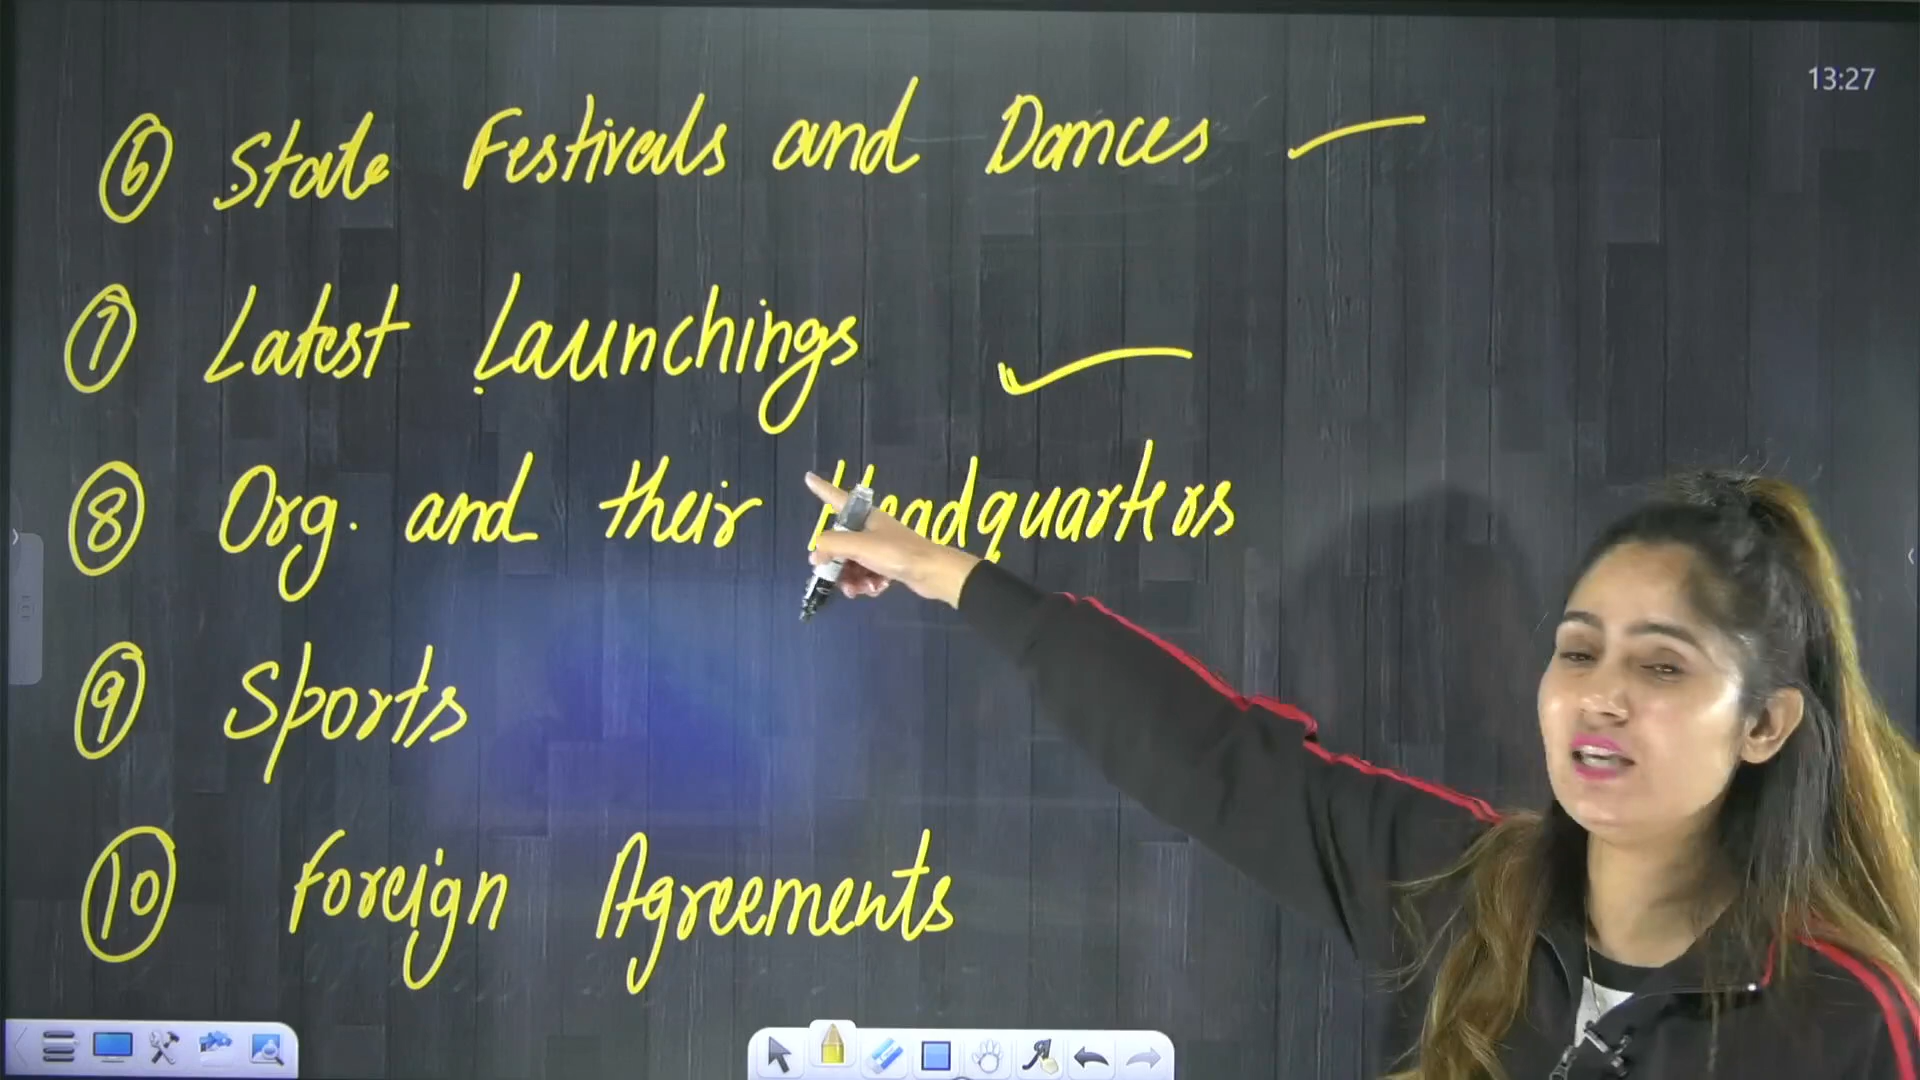 13:27
6 State Festivals and Dances
7 Latest Launchings
8 Org. and their Headquarters
9 Sports
10 Foreign Agreements